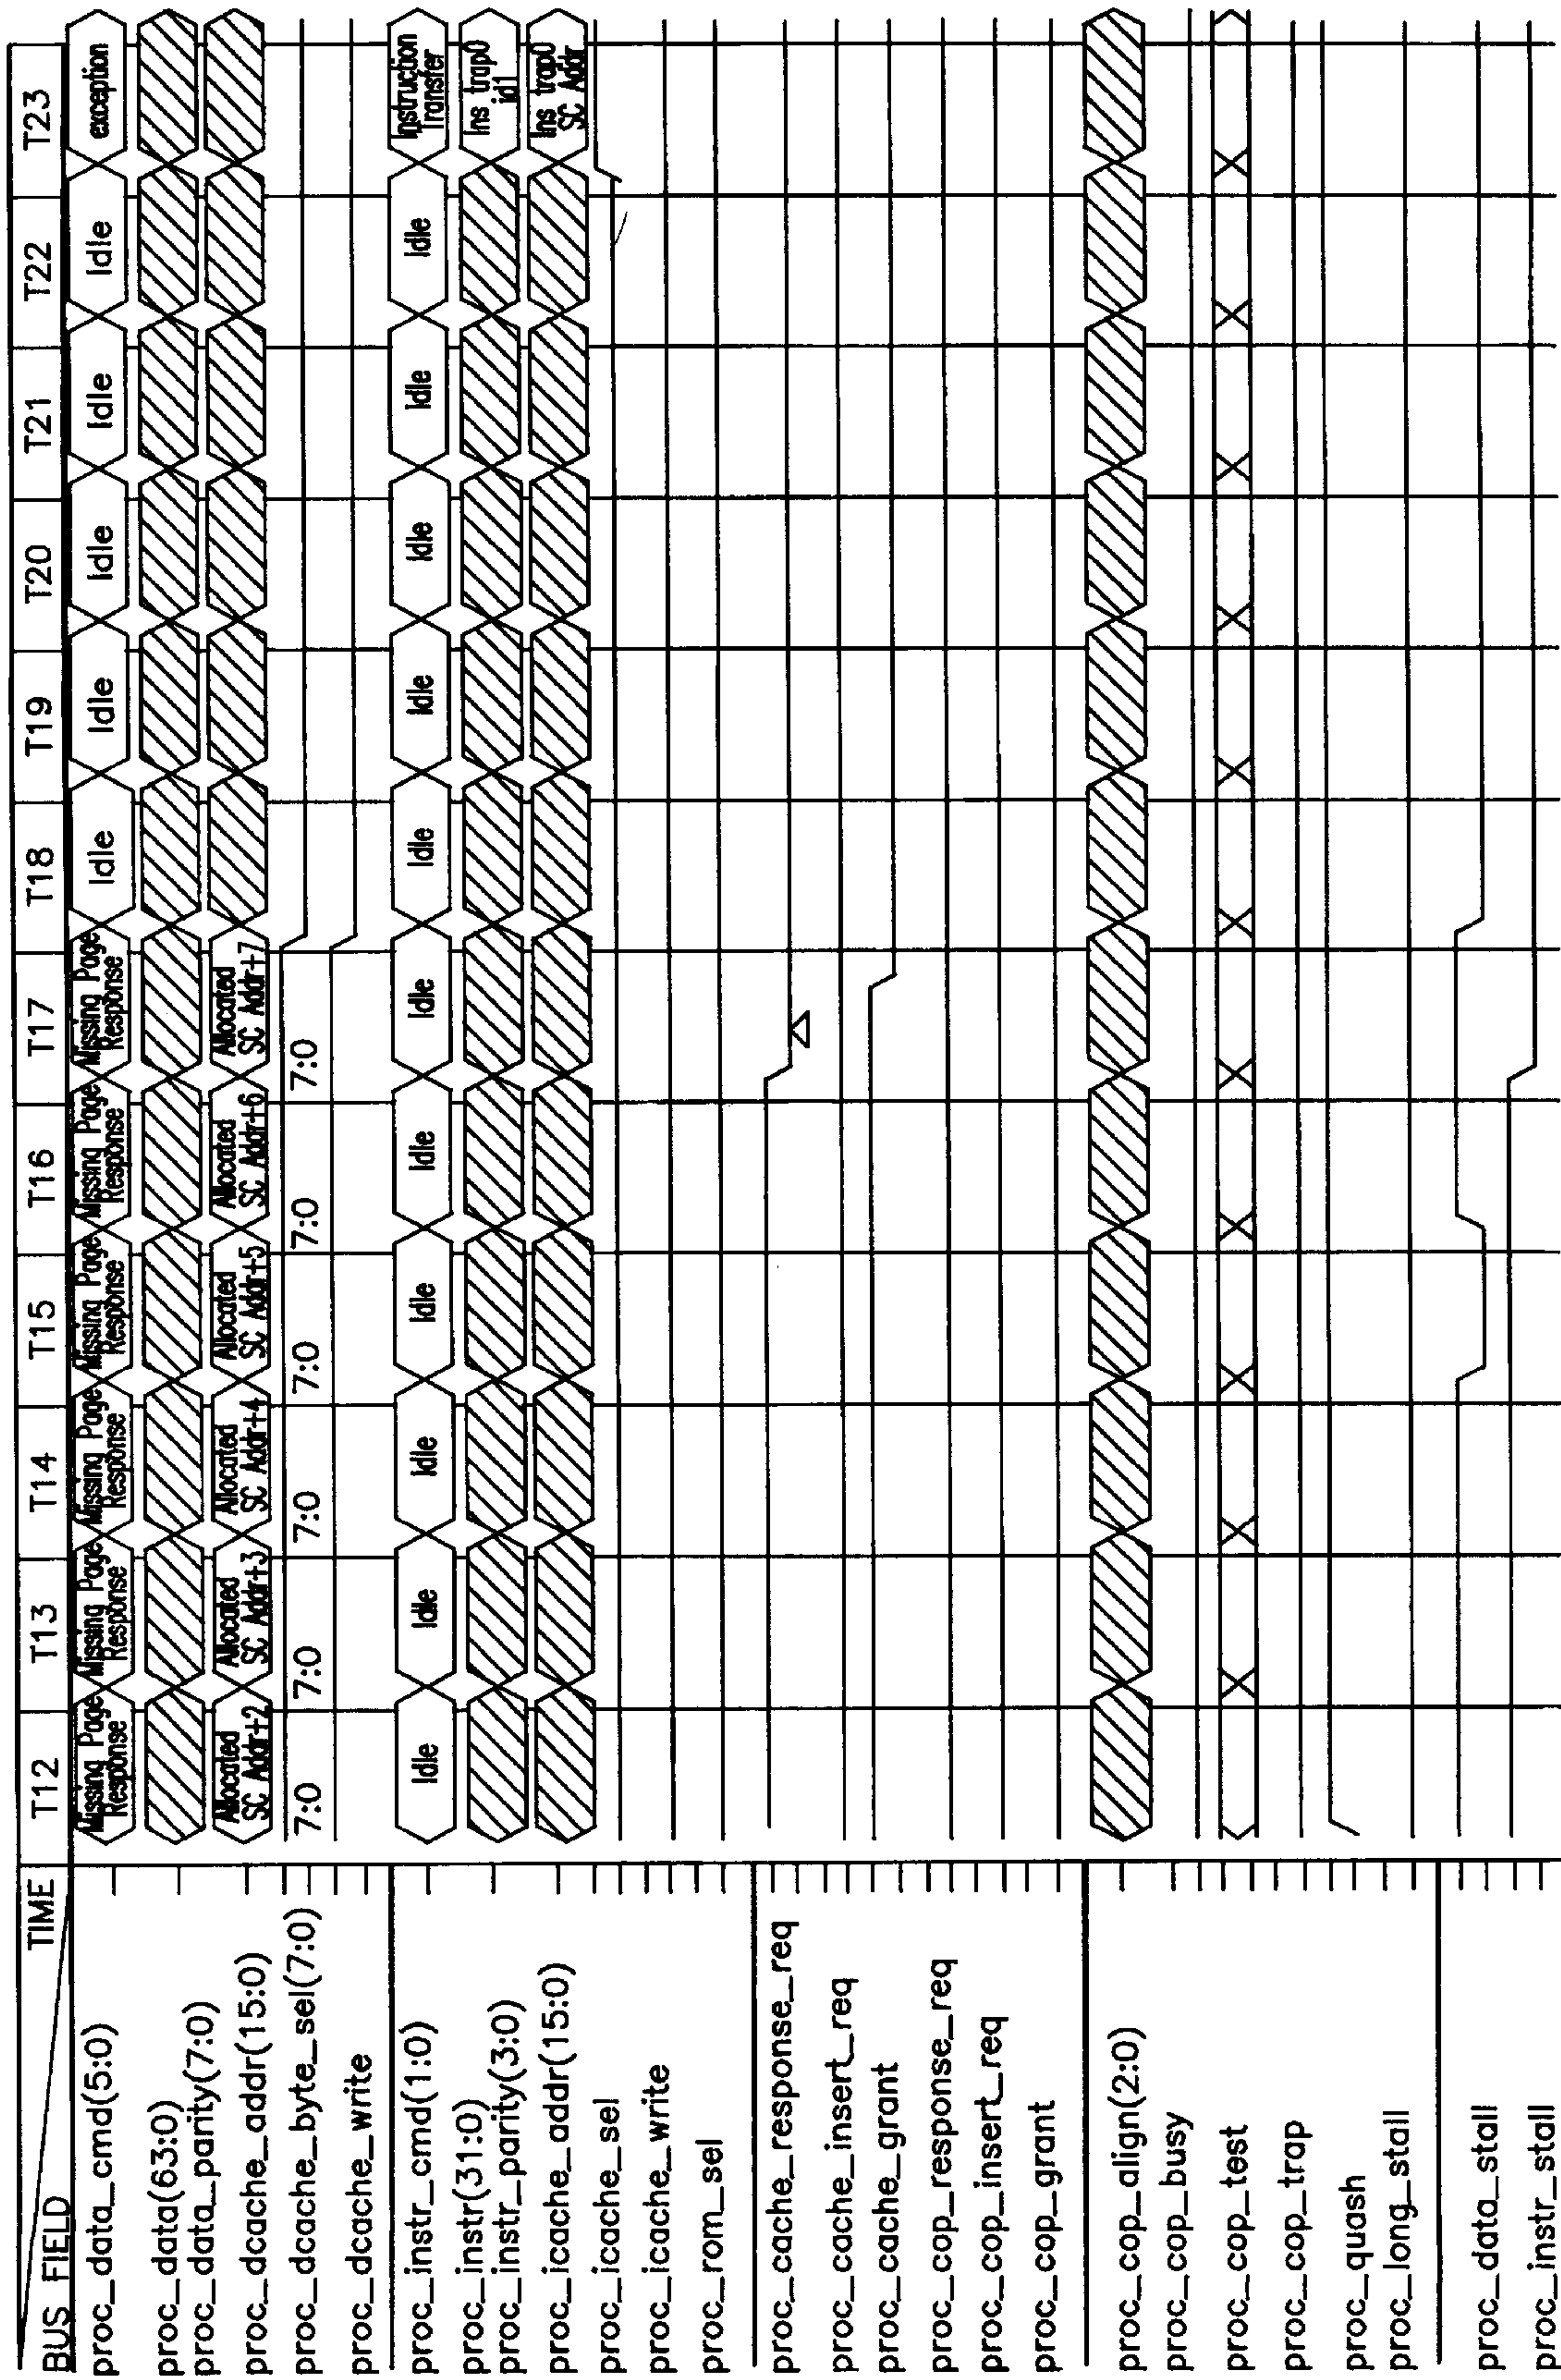 BUS FIELD TIME T12 T13 T14 T15 T16 T17 T18 T19 T20 T21 T22 T23
proc_data_cmd(5:0) Missing Page Missing Page Missing Page Missing Page Missing Page Missing Page Idle Idle Idle Idle Idle exception
Response Response Response Response Response Response
proc_data(63:0)
proc_data_parity(7:0)
proc_dcache_addr(15:0) Allocated Allocated Allocated Allocated Allocated Allocated
SC Addr+2 SC Addr+3 SC Addr+4 SC Addr+5 SC Addr+6 SC Addr+7
proc_dcache_byte_sel(7:0) 7:0 7:0 7:0 7:0 7:0 7:0
proc_dcache_write
proc_instr_cmd(1:0) Idle Idle Idle Idle Idle Idle Idle Idle Idle Idle Idle Instruction
Transfer
proc_instr(31:0) Ins trap0
proc_instr_parity(3:0) id1
proc_icache_addr(15:0) Ins trap0
SC Addr
proc_icache_sel
proc_icache_write
proc_rom_sel
proc_cache_response_req
proc_cache_insert_req
proc_cache_grant
proc_cop_response_req
proc_cop_insert_req
proc_cop_grant
proc_cop_align(2:0)
proc_cop_busy
proc_cop_test
proc_cop_trap
proc_quash
proc_long_stall
proc_data_stall
proc_instr_stall